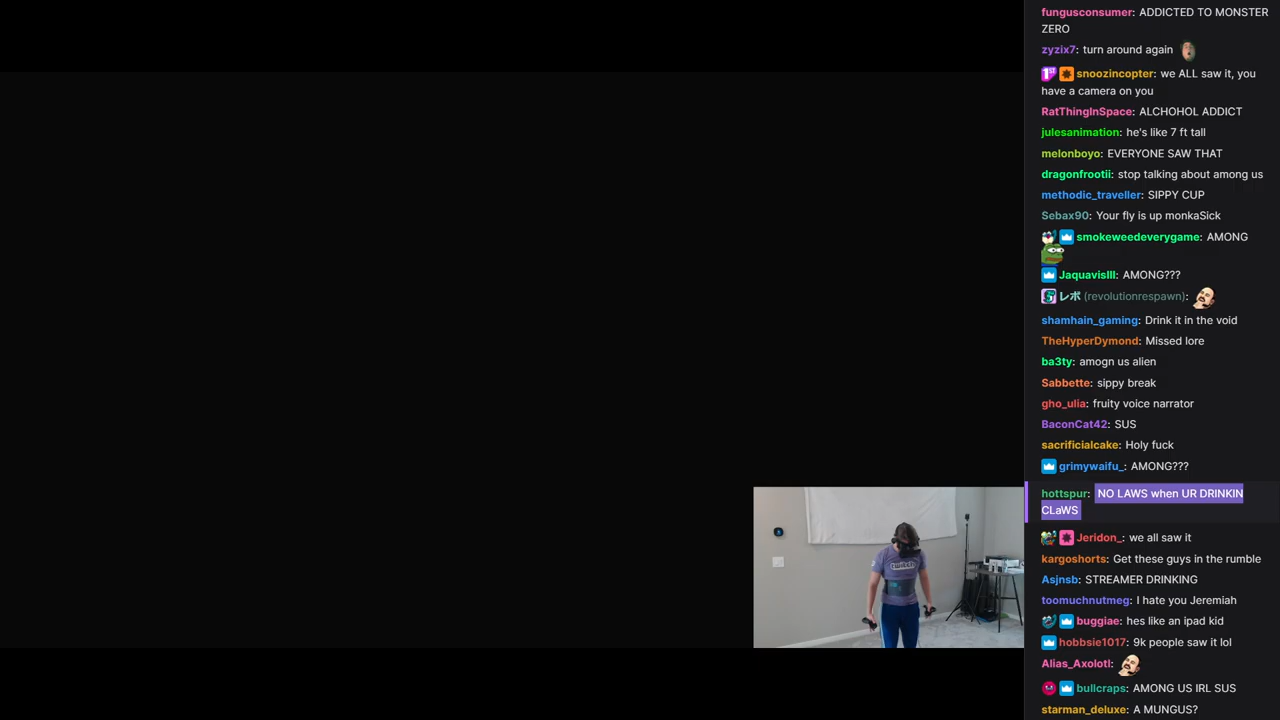 fungusconsumer: ADDICTED TO MONSTER
ZERO
zyzix7: turn around again
1ST snoozincopter: we ALL saw it, you
have a camera on you
RatThingInSpace: ALCHOHOL ADDICT
julesanimation: he's like 7 ft tall
melonboyo: EVERYONE SAW THAT
dragonfrootii: stop talking about among us
methodic_traveller: SIPPY CUP
Sebax90: Your fly is up monkaSick
smokeweedeverygame: AMONG
JaquavisIII: AMONG???
レポ (revolutionrespawn):
shamhain_gaming: Drink it in the void
TheHyperDymond: Missed lore
ba3ty: amogn us alien
Sabbette: sippy break
gho_ulia: fruity voice narrator
BaconCat42: SUS
sacrificialcake: Holy fuck
grimywaifu_: AMONG???
hottspur: NO LAWS when UR DRINKIN
CLaWS
Jeridon_: we all saw it
kargoshorts: Get these guys in the rumble
Asjnsb: STREAMER DRINKING
toomuchnutmeg: I hate you Jeremiah
buggiae: hes like an ipad kid
hobbsie1017: 9k people saw it lol
Alias_Axolotl:
bullcraps: AMONG US IRL SUS
starman_deluxe: A MUNGUS?
twitch